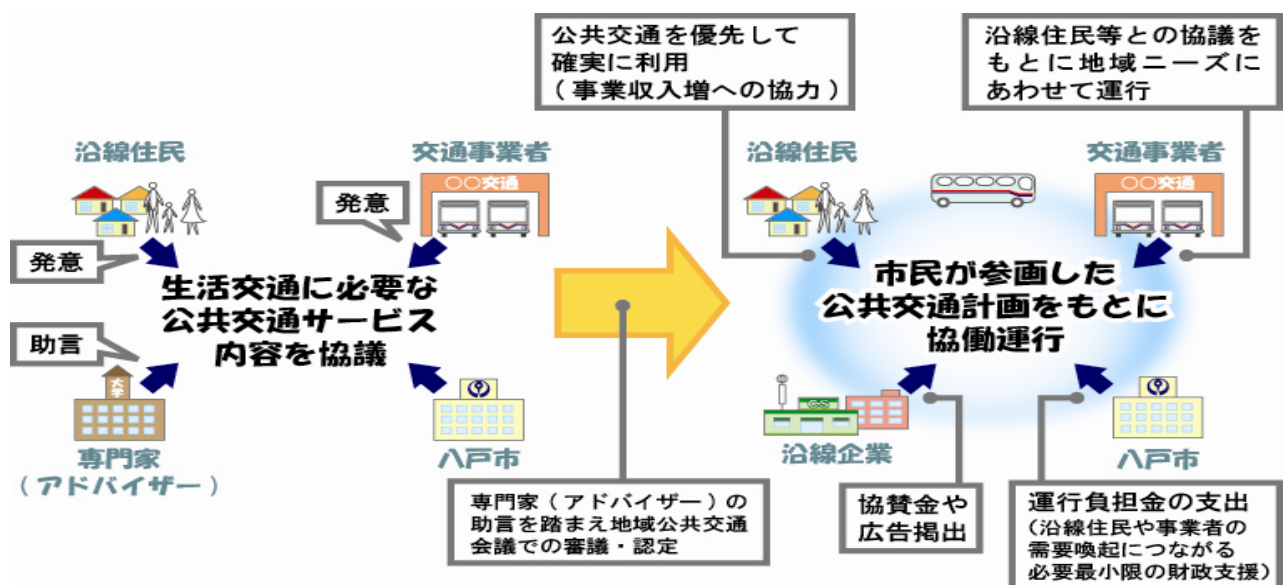 公共交通を優先して
確実に利用
（事業収入増への協力）
沿線住民等との協議を
もとに地域ニーズに
あわせて運行
沿線住民
交通事業者
〇〇交通
発意
発意
生活交通に必要な
公共交通サービス
内容を協議
助言
大学
専門家
（アドバイザー）
八戸市
専門家（アドバイザー）の
助言を踏まえ地域公共交通
会議での審議・認定
沿線住民
交通事業者
〇〇交通
市民が参画した
公共交通計画をもとに
協働運行
GS
沿線企業
八戸市
協賛金や
広告掲出
運行負担金の支出
（沿線住民や事業者の
需要喚起につながる
必要最小限の財政支援）